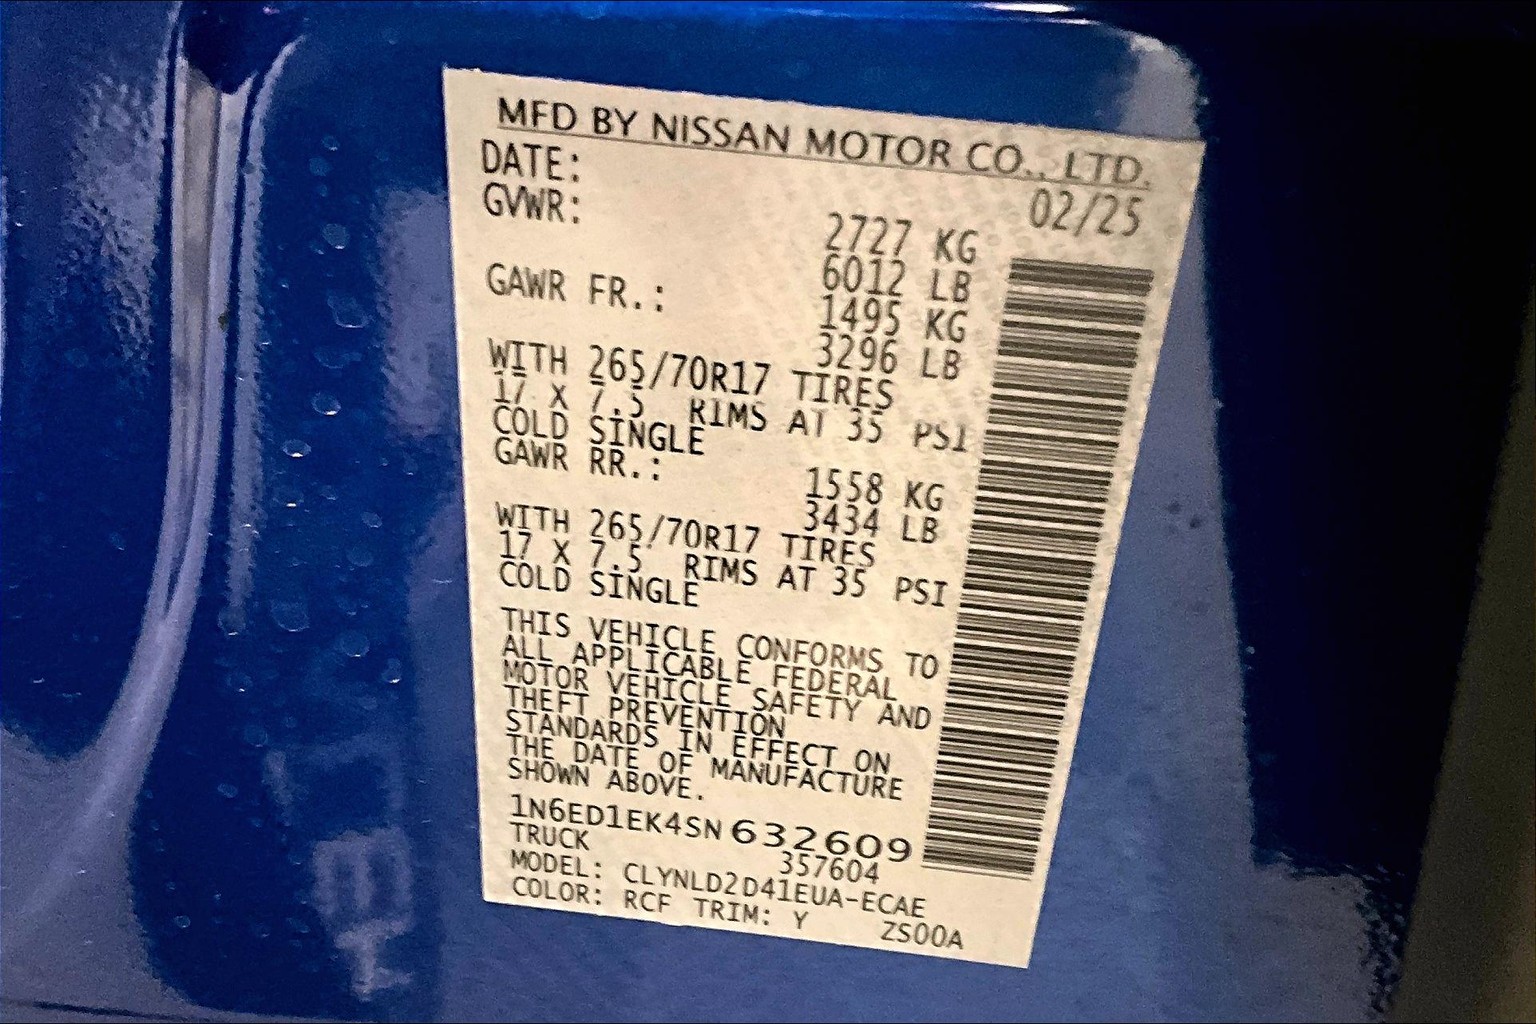 MFD BY NISSAN MOTOR CO., LTD.
DATE: 02/25
GVWR: 2727 KG
6012 LB
GAWR FR.: 1495 KG
3296 LB
WITH 265/70R17 TIRES
17 X 7.5 RIMS AT 35 PSI
COLD SINGLE
GAWR RR.: 1558 KG
3434 LB
WITH 265/70R17 TIRES
17 X 7.5 RIMS AT 35 PSI
COLD SINGLE
THIS VEHICLE CONFORMS TO
ALL APPLICABLE FEDERAL
MOTOR VEHICLE SAFETY AND
THEFT PREVENTION
STANDARDS IN EFFECT ON
THE DATE OF MANUFACTURE
SHOWN ABOVE.
1N6ED1EK4SN632609
TRUCK 357604
MODEL: CLYNLD2D41EUA-ECAE
COLOR: RCF TRIM: Y ZS00A